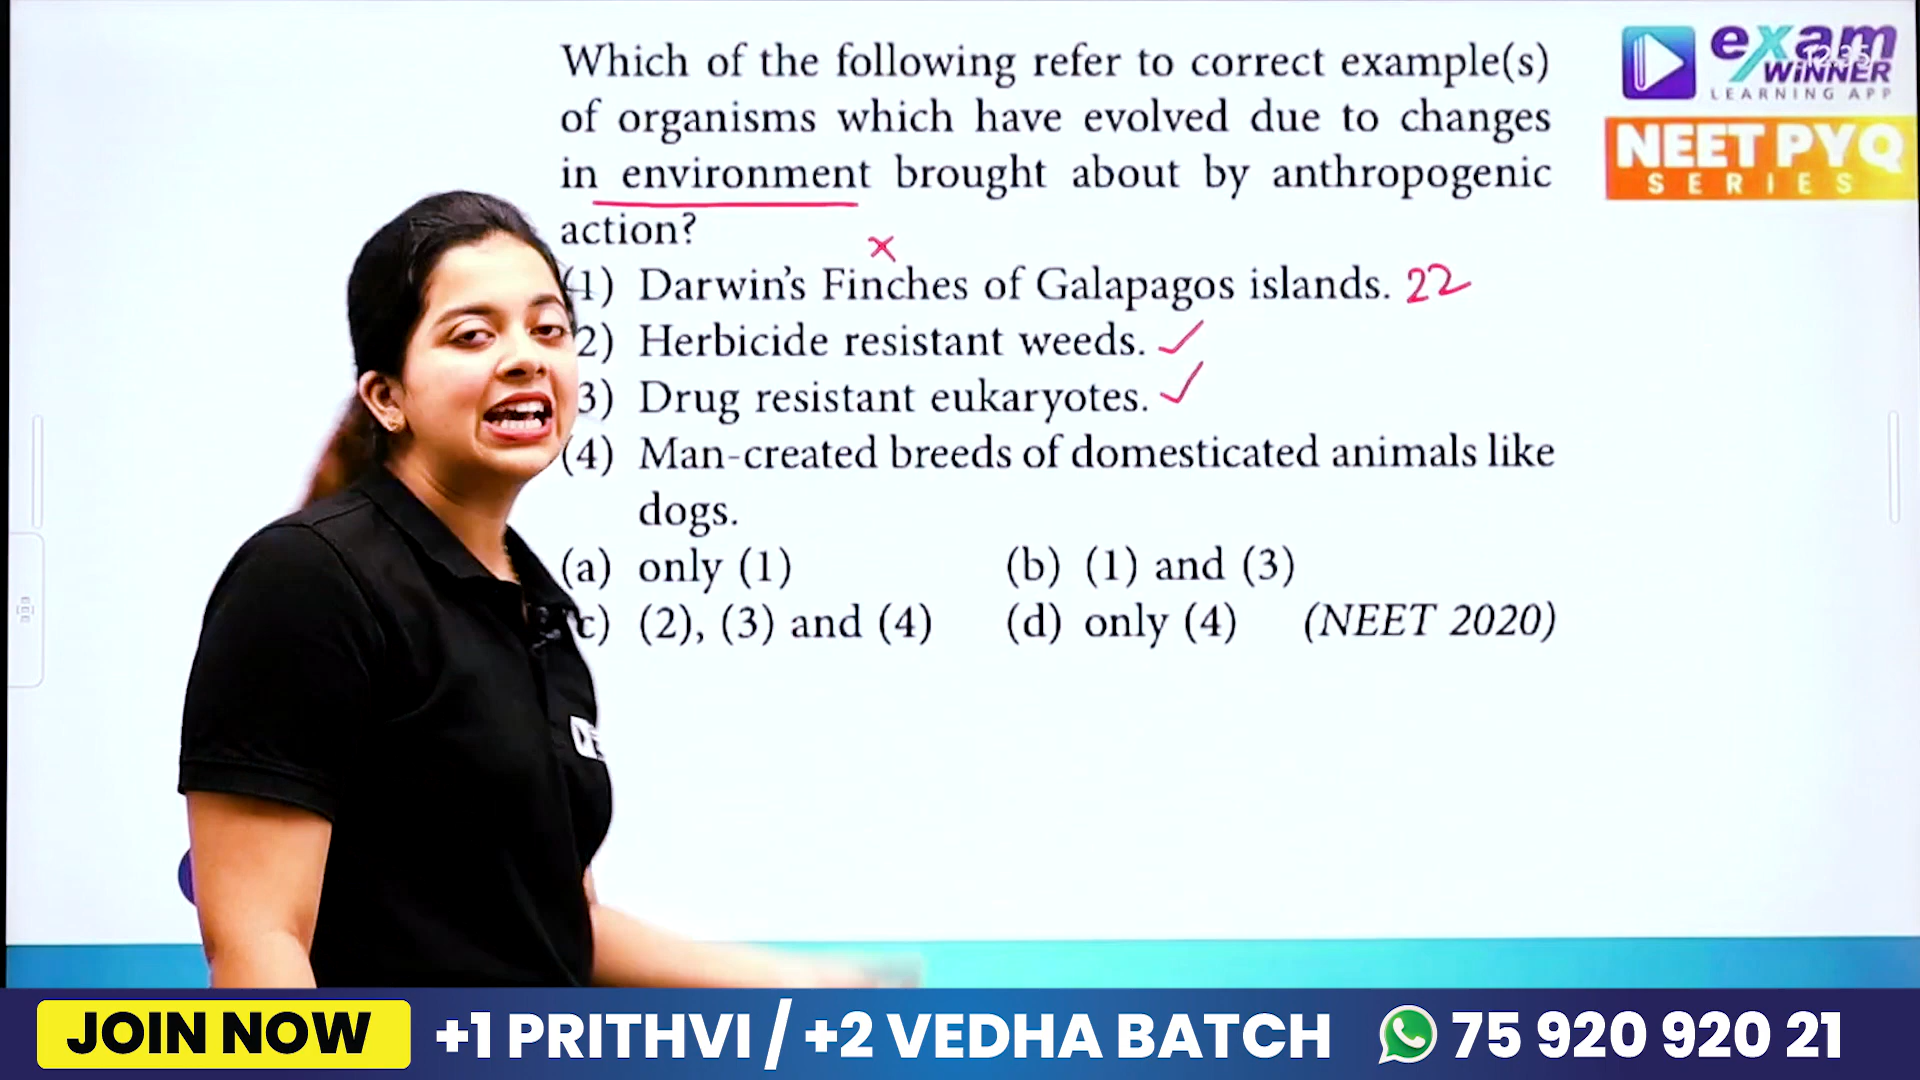 Which of the following refer to correct example(s)
of organisms which have evolved due to changes
in environment brought about by anthropogenic
action?
(1) Darwin's Finches of Galapagos islands. 22
2) Herbicide resistant weeds.
3) Drug resistant eukaryotes.
(4) Man-created breeds of domesticated animals like
dogs.
(a) only (1) (b) (1) and (3)
c) (2), (3) and (4) (d) only (4) (NEET 2020)
exam
WINNER
LEARNING APP
12:35
NEET PYQ
SERIES
JOIN NOW +1 PRITHVI / +2 VEDHA BATCH 75 920 920 21